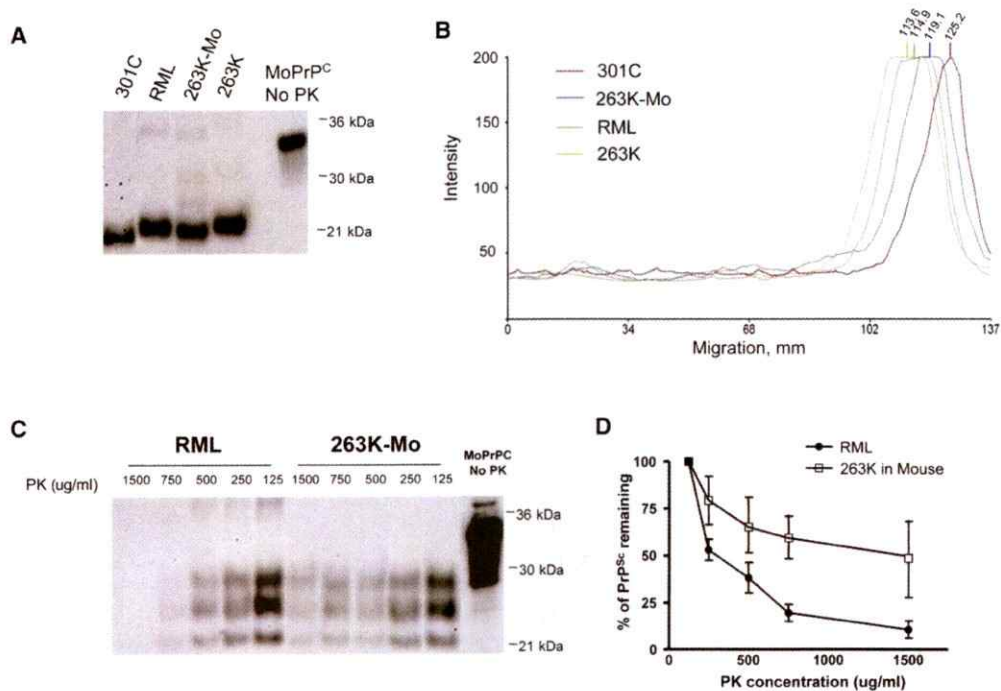 A
301C
RML
263K-Mo
263K
MoPrP^C
No PK
-36 kDa
-30 kDa
-21 kDa
B
113.6
114.9
119.1
125.2
200
150
100
50
Intensity
301C
263K-Mo
RML
263K
0 34 68 102 137
Migration, mm
C
RML 263K-Mo
MoPrPC
No PK
PK (ug/ml) 1500 750 500 250 125 1500 750 500 250 125
-36 kDa
-30 kDa
-21 kDa
D
RML
263K in Mouse
100
75
50
25
0
% of PrP^Sc remaining
0 500 1000 1500
PK concentration (ug/ml)